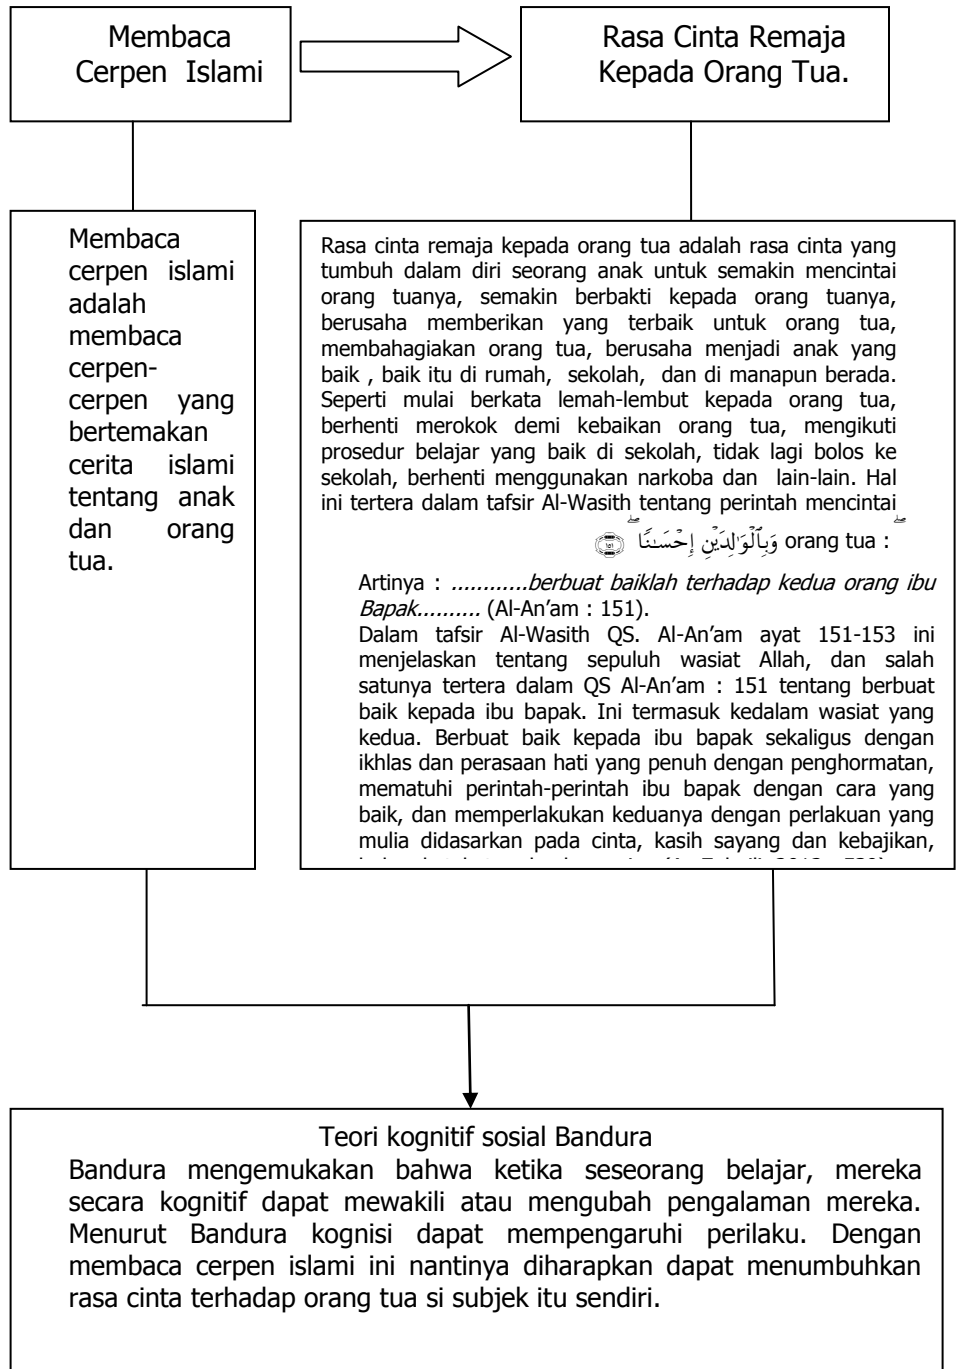 Membaca
Cerpen Islami
Rasa Cinta Remaja
Kepada Orang Tua.
Membaca
cerpen islami
adalah
membaca
cerpen-
cerpen yang
bertemakan
cerita islami
tentang anak
dan orang
tua.
Rasa cinta remaja kepada orang tua adalah rasa cinta yang
tumbuh dalam diri seorang anak untuk semakin mencintai
orang tuanya, semakin berbakti kepada orang tuanya,
berusaha memberikan yang terbaik untuk orang tua,
membahagiakan orang tua, berusaha menjadi anak yang
baik , baik itu di rumah, sekolah, dan di manapun berada.
Seperti mulai berkata lemah-lembut kepada orang tua,
berhenti merokok demi kebaikan orang tua, mengikuti
prosedur belajar yang baik di sekolah, tidak lagi bolos ke
sekolah, berhenti menggunakan narkoba dan lain-lain. Hal
ini tertera dalam tafsir Al-Wasith tentang perintah mencintai
orang tua : وَبِٱلْوَٰلِدَيْنِ إِحْسَـٰنًا ۖ ۖ ١٥١
Artinya : ............berbuat baiklah terhadap kedua orang ibu
Bapak.......... (Al-An’am : 151).
Dalam tafsir Al-Wasith QS. Al-An’am ayat 151-153 ini
menjelaskan tentang sepuluh wasiat Allah, dan salah
satunya tertera dalam QS Al-An’am : 151 tentang berbuat
baik kepada ibu bapak. Ini termasuk kedalam wasiat yang
kedua. Berbuat baik kepada ibu bapak sekaligus dengan
ikhlas dan perasaan hati yang penuh dengan penghormatan,
mematuhi perintah-perintah ibu bapak dengan cara yang
baik, dan memperlakukan keduanya dengan perlakuan yang
mulia didasarkan pada cinta, kasih sayang dan kebajikan,
Teori kognitif sosial Bandura
Bandura mengemukakan bahwa ketika seseorang belajar, mereka
secara kognitif dapat mewakili atau mengubah pengalaman mereka.
Menurut Bandura kognisi dapat mempengaruhi perilaku. Dengan
membaca cerpen islami ini nantinya diharapkan dapat menumbuhkan
rasa cinta terhadap orang tua si subjek itu sendiri.